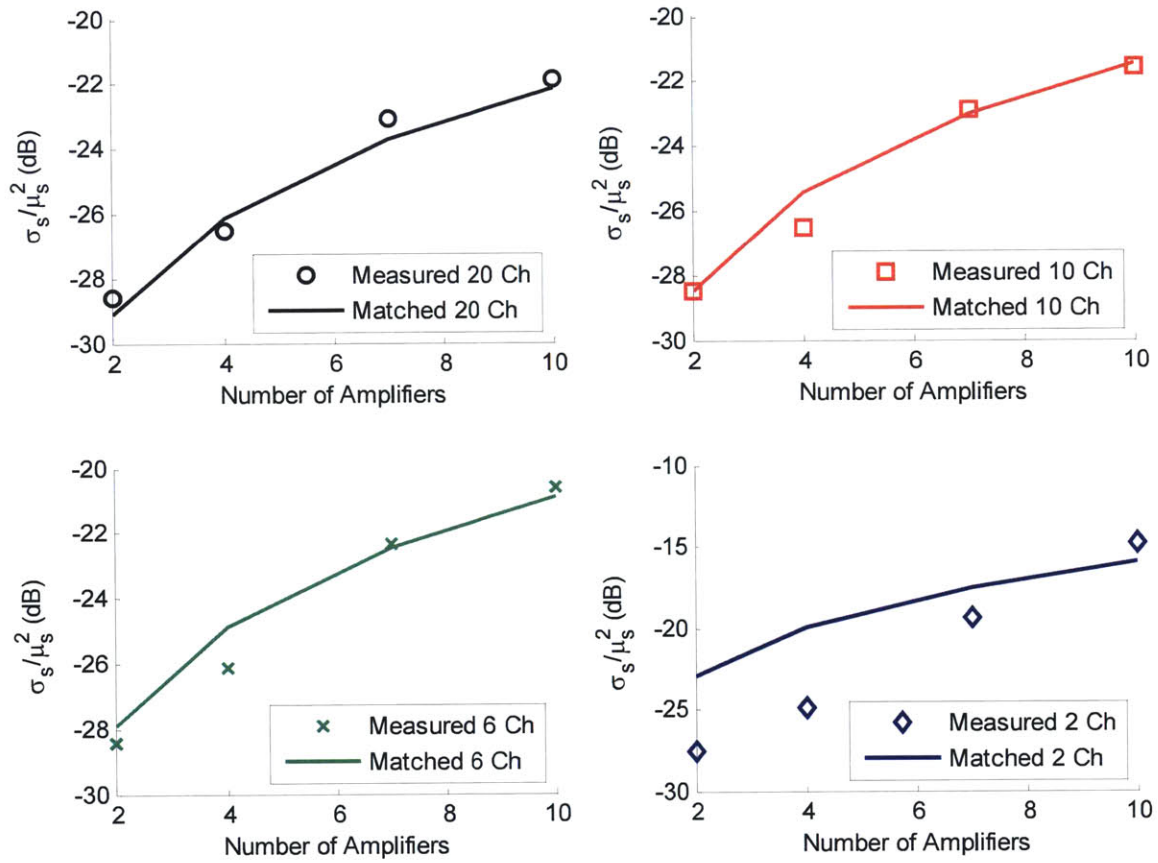 -20
-22
-24
-26
-28
-30
σs/μs² (dB)
Measured 20 Ch
Matched 20 Ch
2 4 6 8 10
Number of Amplifiers
-20
-22
-24
-26
-28
-30
σs/μs² (dB)
Measured 10 Ch
Matched 10 Ch
2 4 6 8 10
Number of Amplifiers
-20
-22
-24
-26
-28
-30
σs/μs² (dB)
Measured 6 Ch
Matched 6 Ch
2 4 6 8 10
Number of Amplifiers
-10
-15
-20
-25
-30
σs/μs² (dB)
Measured 2 Ch
Matched 2 Ch
2 4 6 8 10
Number of Amplifiers